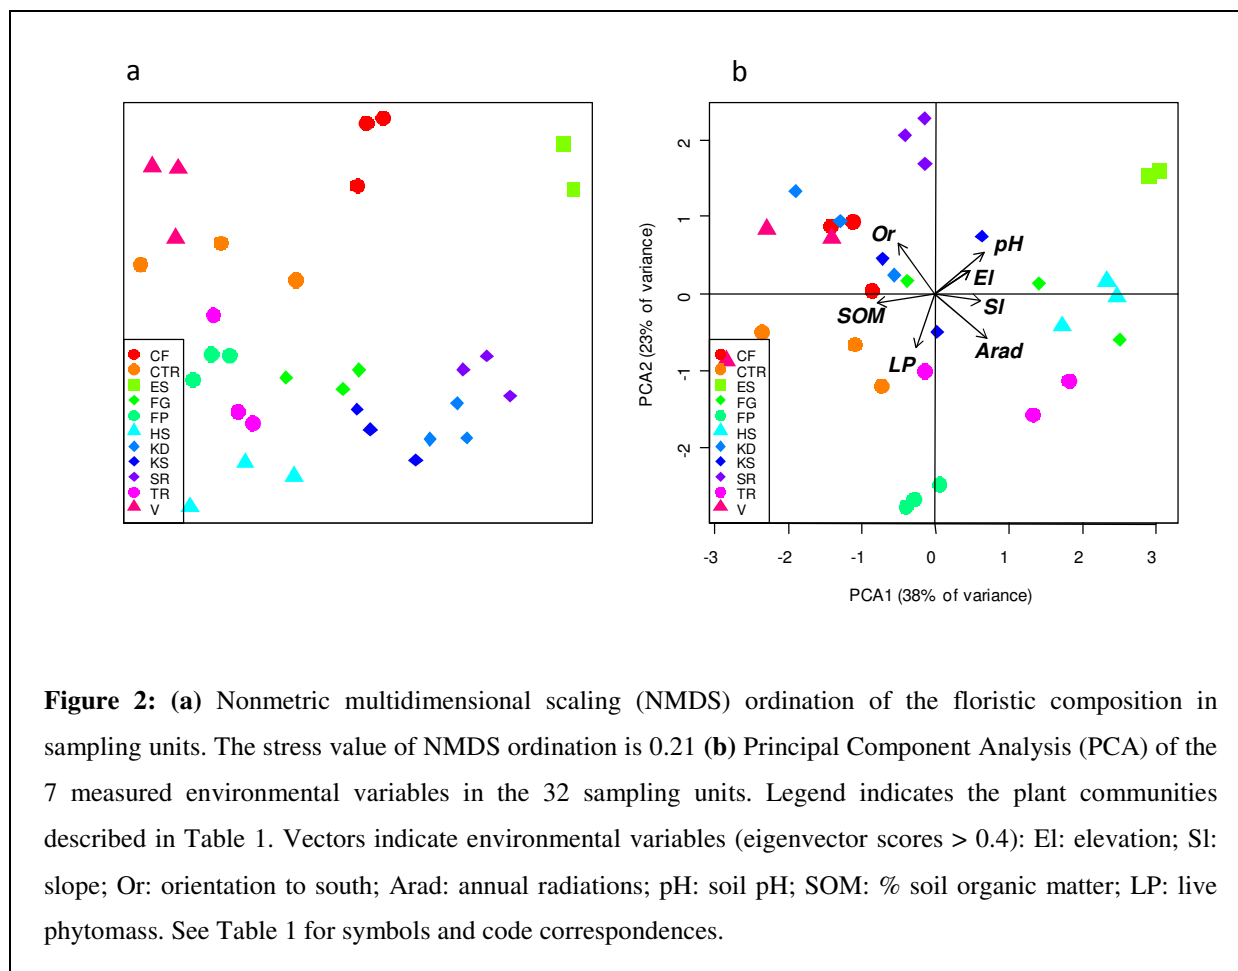 a
b
CF
CTR
ES
FG
FP
HS
KD
KS
SR
TR
V
PCA2 (23% of variance)
2
1
0
-1
-2
Or
pH
El
Sl
SOM
LP
Arad
CF
CTR
ES
FG
FP
HS
KD
KS
SR
TR
V
-3 -2 -1 0 1 2 3
PCA1 (38% of variance)
Figure 2: (a) Nonmetric multidimensional scaling (NMDS) ordination of the floristic composition in
sampling units. The stress value of NMDS ordination is 0.21 (b) Principal Component Analysis (PCA) of the
7 measured environmental variables in the 32 sampling units. Legend indicates the plant communities
described in Table 1. Vectors indicate environmental variables (eigenvector scores > 0.4): El: elevation; Sl:
slope; Or: orientation to south; Arad: annual radiations; pH: soil pH; SOM: % soil organic matter; LP: live
phytomass. See Table 1 for symbols and code correspondences.